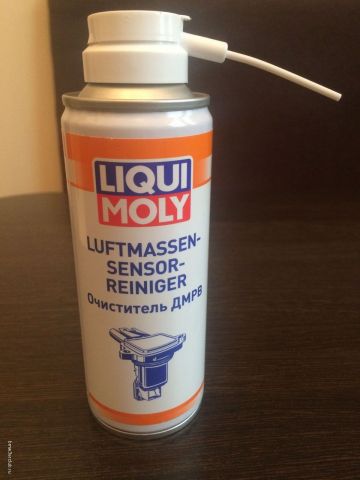 LIQUI
MOLY
LUFTMASSEN-
SENSOR-
REINIGER
Очиститель ДМРВ